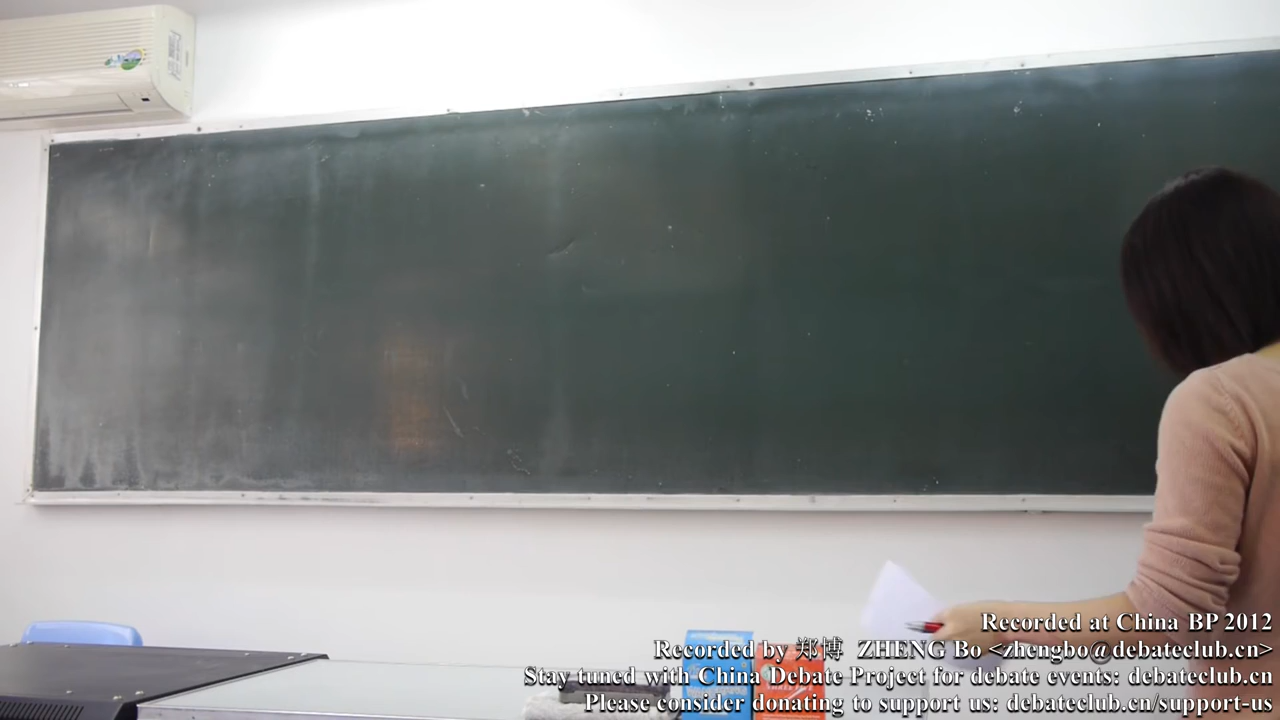 Recorded at China BP 2012
Recorded by 郑博 ZHENG Bo <zhengbo@debateclub.cn>
Stay tuned with China Debate Project for debate events: debateclub.cn
Please consider donating to support us: debateclub.cn/support-us